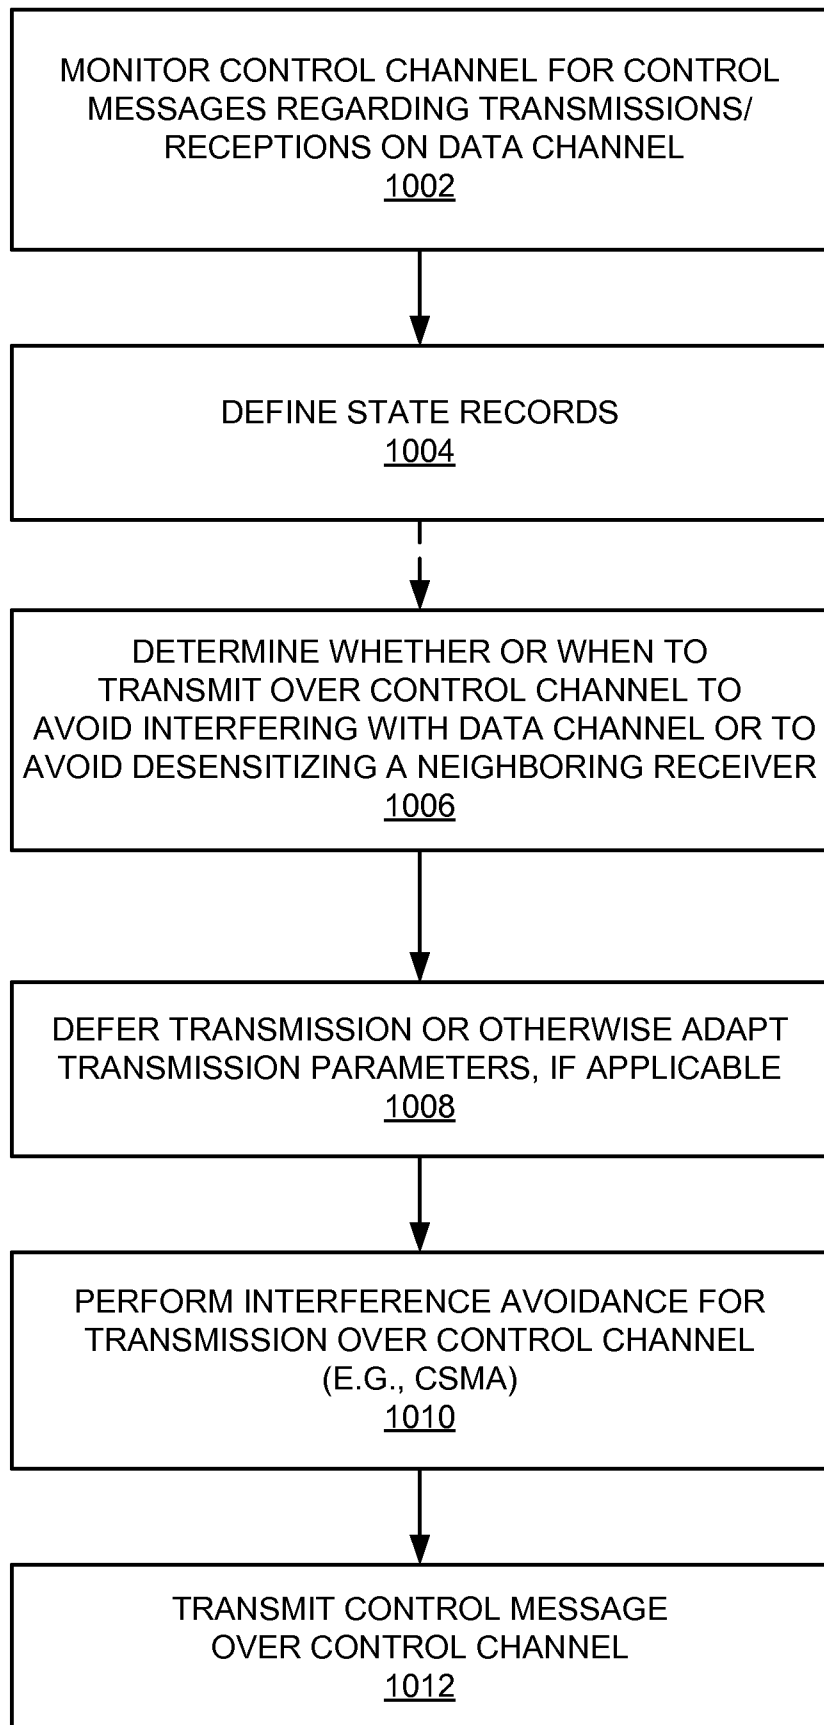 MONITOR CONTROL CHANNEL FOR CONTROL
MESSAGES REGARDING TRANSMISSIONS/
RECEPTIONS ON DATA CHANNEL
1002
DEFINE STATE RECORDS
1004
DETERMINE WHETHER OR WHEN TO
TRANSMIT OVER CONTROL CHANNEL TO
AVOID INTERFERING WITH DATA CHANNEL OR TO
AVOID DESENSITIZING A NEIGHBORING RECEIVER
1006
DEFER TRANSMISSION OR OTHERWISE ADAPT
TRANSMISSION PARAMETERS, IF APPLICABLE
1008
PERFORM INTERFERENCE AVOIDANCE FOR
TRANSMISSION OVER CONTROL CHANNEL
(E.G., CSMA)
1010
TRANSMIT CONTROL MESSAGE
OVER CONTROL CHANNEL
1012